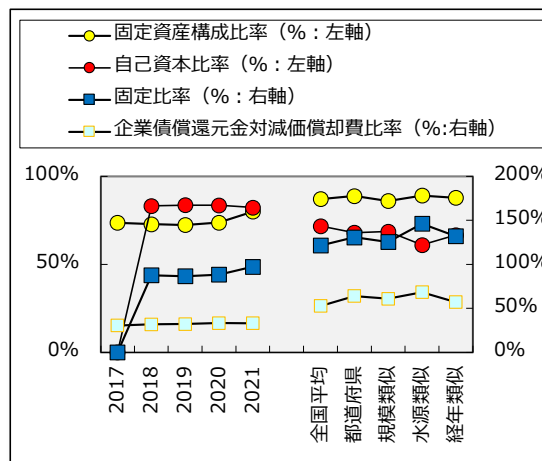 固定資産構成比率（%：左軸）
自己資本比率（%：左軸）
固定比率（%：右軸）
企業債償還元金対減価償却費比率（%:右軸）
100%
50%
0%
200%
150%
100%
50%
0%
2017
2018
2019
2020
2021
全国平均
都道府県
規模類似
水源類似
経年類似